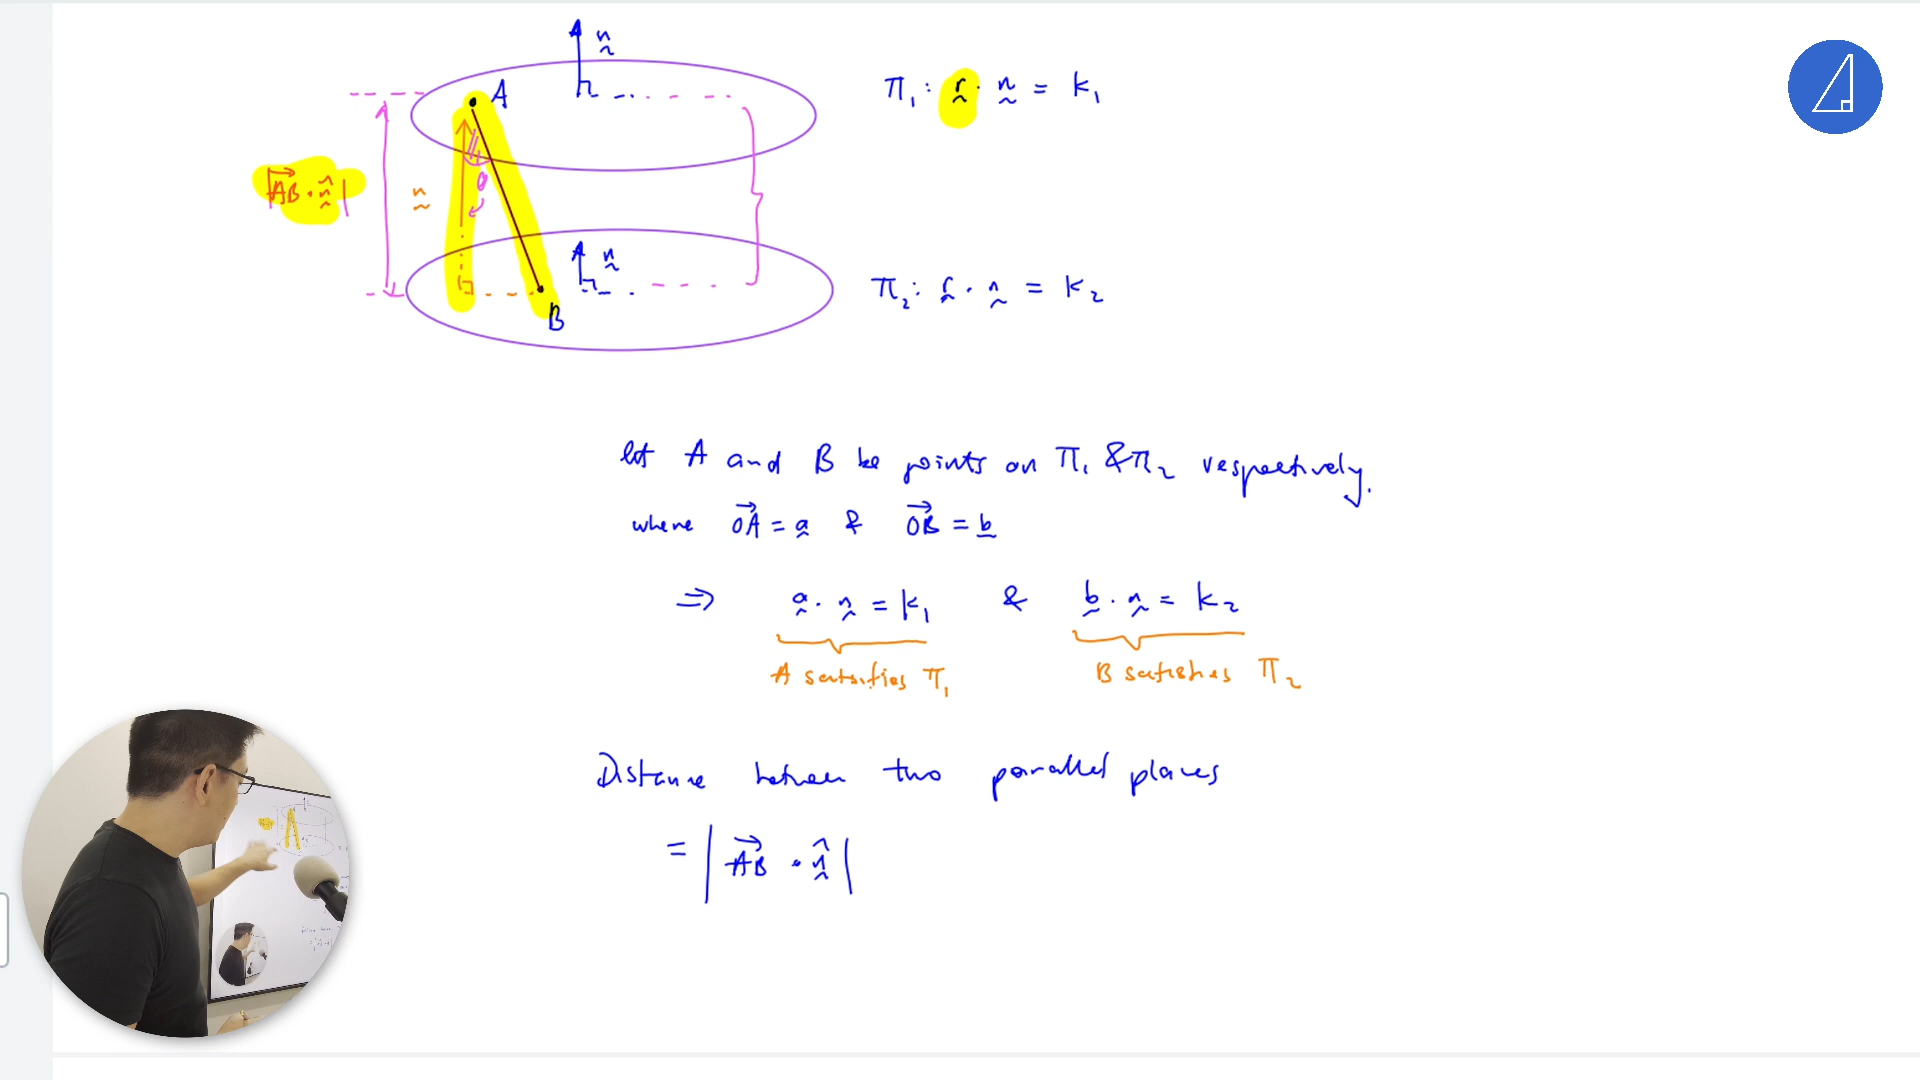 n
A
π₁: r · n = k₁
|AB · n̂|
n
θ
n
B
π₂: r · n = k₂
let A and B be points on π₁ & π₂ respectively.
where OA = a & OB = b
⇒ a · n = k₁ & b · n = k₂
A satisfies π₁ B satisfies π₂
Distance between two parallel planes
= |AB · n̂|